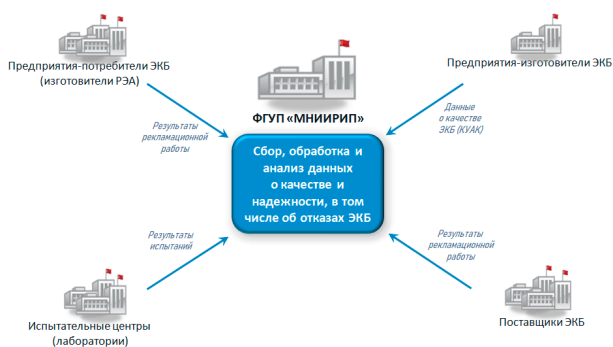 Предприятия-потребители ЭКБ
(изготовители РЭА)
Предприятия-изготовители ЭКБ
ФГУП «МНИИРИП»
Результаты
рекламационной
работы
Данные
о качестве
ЭКБ (КУАК)
Сбор, обработка и
анализ данных
о качестве и
надежности, в том
числе об отказах ЭКБ
Результаты
испытаний
Результаты
рекламационной
работы
Испытательные центры
(лаборатории)
Поставщики ЭКБ